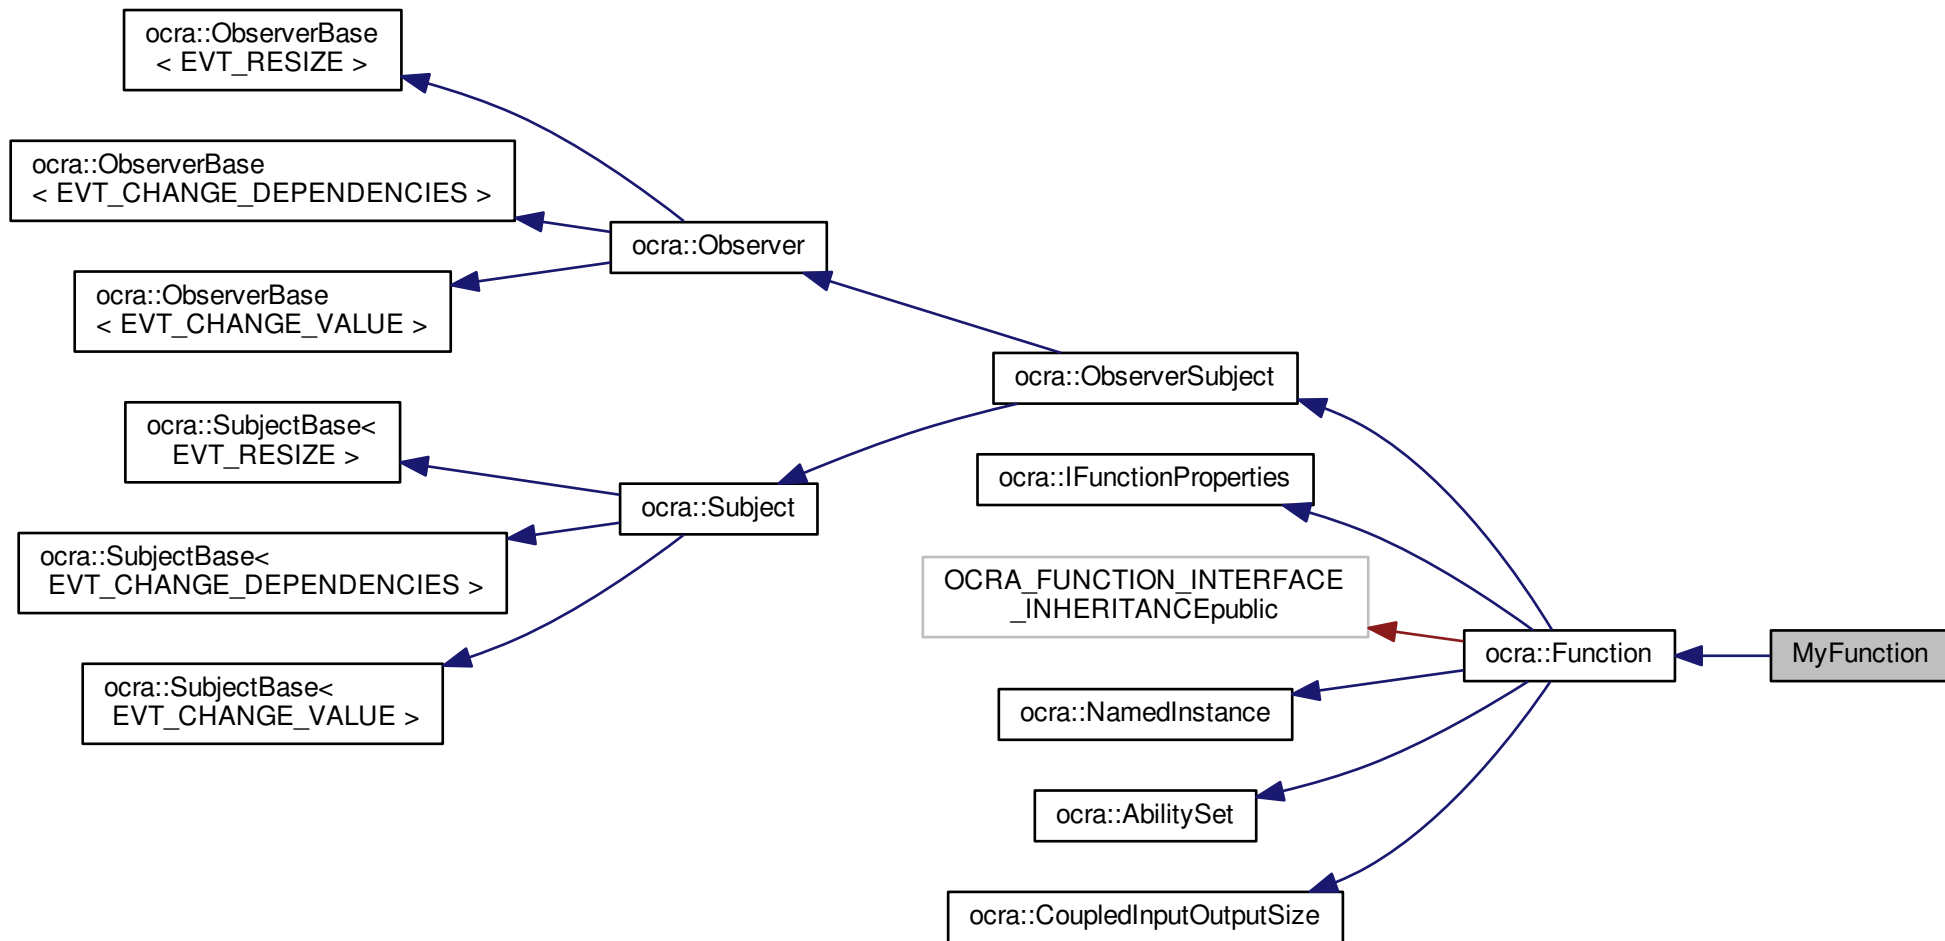 ocra::ObserverBase
< EVT_RESIZE >
ocra::ObserverBase
< EVT_CHANGE_DEPENDENCIES >
ocra::Observer
ocra::ObserverBase
< EVT_CHANGE_VALUE >
ocra::ObserverSubject
ocra::SubjectBase<
EVT_RESIZE >
ocra::IFunctionProperties
ocra::Subject
ocra::SubjectBase<
EVT_CHANGE_DEPENDENCIES >
OCRA_FUNCTION_INTERFACE
_INHERITANCEpublic
ocra::Function
MyFunction
ocra::SubjectBase<
EVT_CHANGE_VALUE >
ocra::NamedInstance
ocra::AbilitySet
ocra::CoupledInputOutputSize